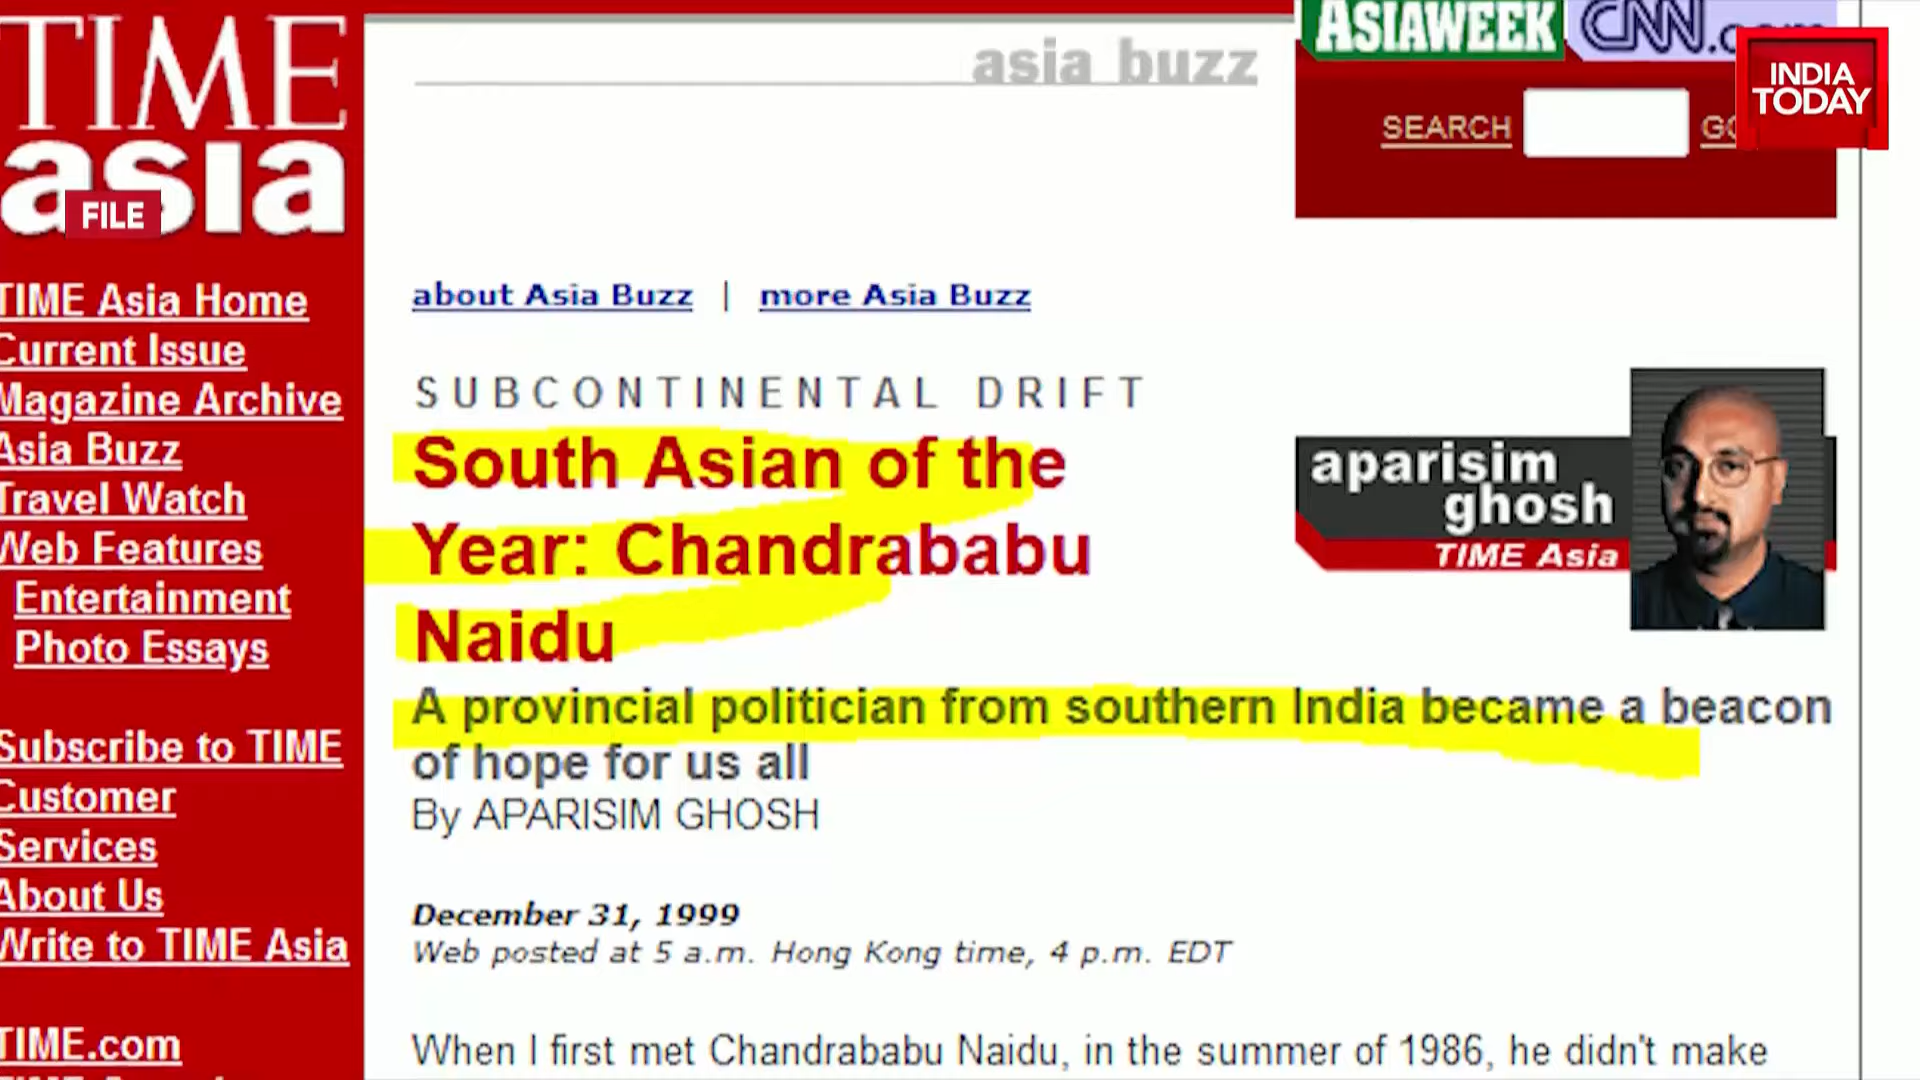 TIME
asia
FILE
TIME Asia Home
Current Issue
Magazine Archive
Asia Buzz
Travel Watch
Web Features
Entertainment
Photo Essays
Subscribe to TIME
Customer
Services
About Us
Write to TIME Asia
TIME.com
asia buzz
ASIAWEEK
CNN.com
INDIA
TODAY
SEARCH
about Asia Buzz | more Asia Buzz
SUBCONTINENTAL DRIFT
South Asian of the
Year: Chandrababu
Naidu
A provincial politician from southern India became a beacon
of hope for us all
By APARISIM GHOSH
aparisim
ghosh
TIME Asia
December 31, 1999
Web posted at 5 a.m. Hong Kong time, 4 p.m. EDT
When I first met Chandrababu Naidu, in the summer of 1986, he didn't make